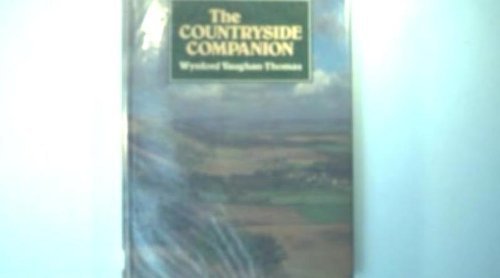 The
COUNTRYSIDE
COMPANION
Wynford Vaughan Thomas